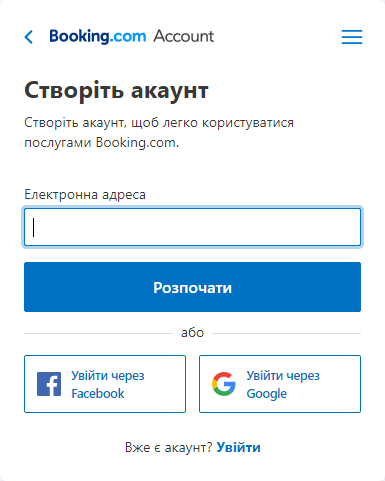 Booking.com Account
Створіть акаунт
Створіть акаунт, щоб легко користуватися
послугами Booking.com.
Електронна адреса
Розпочати
або
Увійти через
Facebook
Увійти через
Google
Вже є акаунт? Увійти